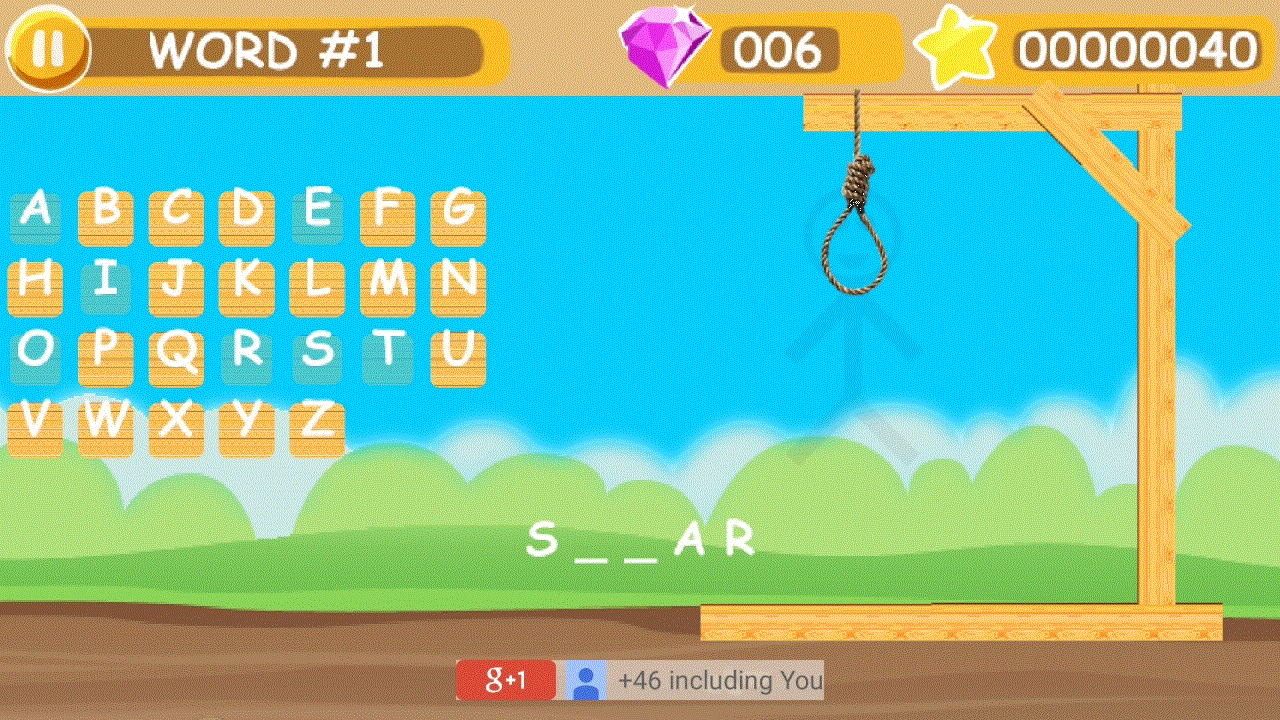 WORD #1 006 00000040
A B C D E F G
H I J K L M N
O P Q R S T U
V W X Y Z
S _ _ A R
g+1 +46 including You